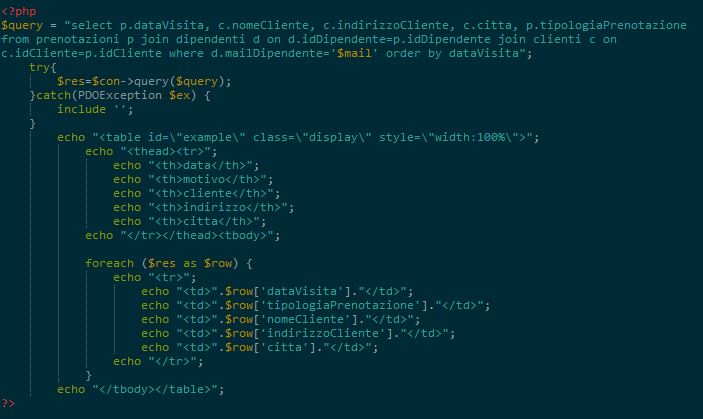 <?php
$query = "select p.dataVisita, c.nomeCliente, c.indirizzoCliente, c.citta, p.tipologiaPrenotazione
from prenotazioni p join dipendenti d on d.idDipendente=p.idDipendente join clienti c on
c.idCliente=p.idCliente where d.mailDipendente='$mail' order by dataVisita";
    try{
        $res=$con->query($query);
    }catch(PDOException $ex) {
        include '';
    }
        echo "<table id=\"example\" class=\"display\" style=\"width:100%\">";
            echo "<thead><tr>";
                echo "<th>data</th>";
                echo "<th>motivo</th>";
                echo "<th>cliente</th>";
                echo "<th>indirizzo</th>";
                echo "<th>citta</th>";
            echo "</tr></thead><tbody>";
            foreach ($res as $row) {
                echo "<tr>";
                    echo "<td>".$row['dataVisita']."</td>";
                    echo "<td>".$row['tipologiaPrenotazione']."</td>";
                    echo "<td>".$row['nomeCliente']."</td>";
                    echo "<td>".$row['indirizzoCliente']."</td>";
                    echo "<td>".$row['citta']."</td>";
                echo "</tr>";
            }
        echo "</tbody></table>";
?>